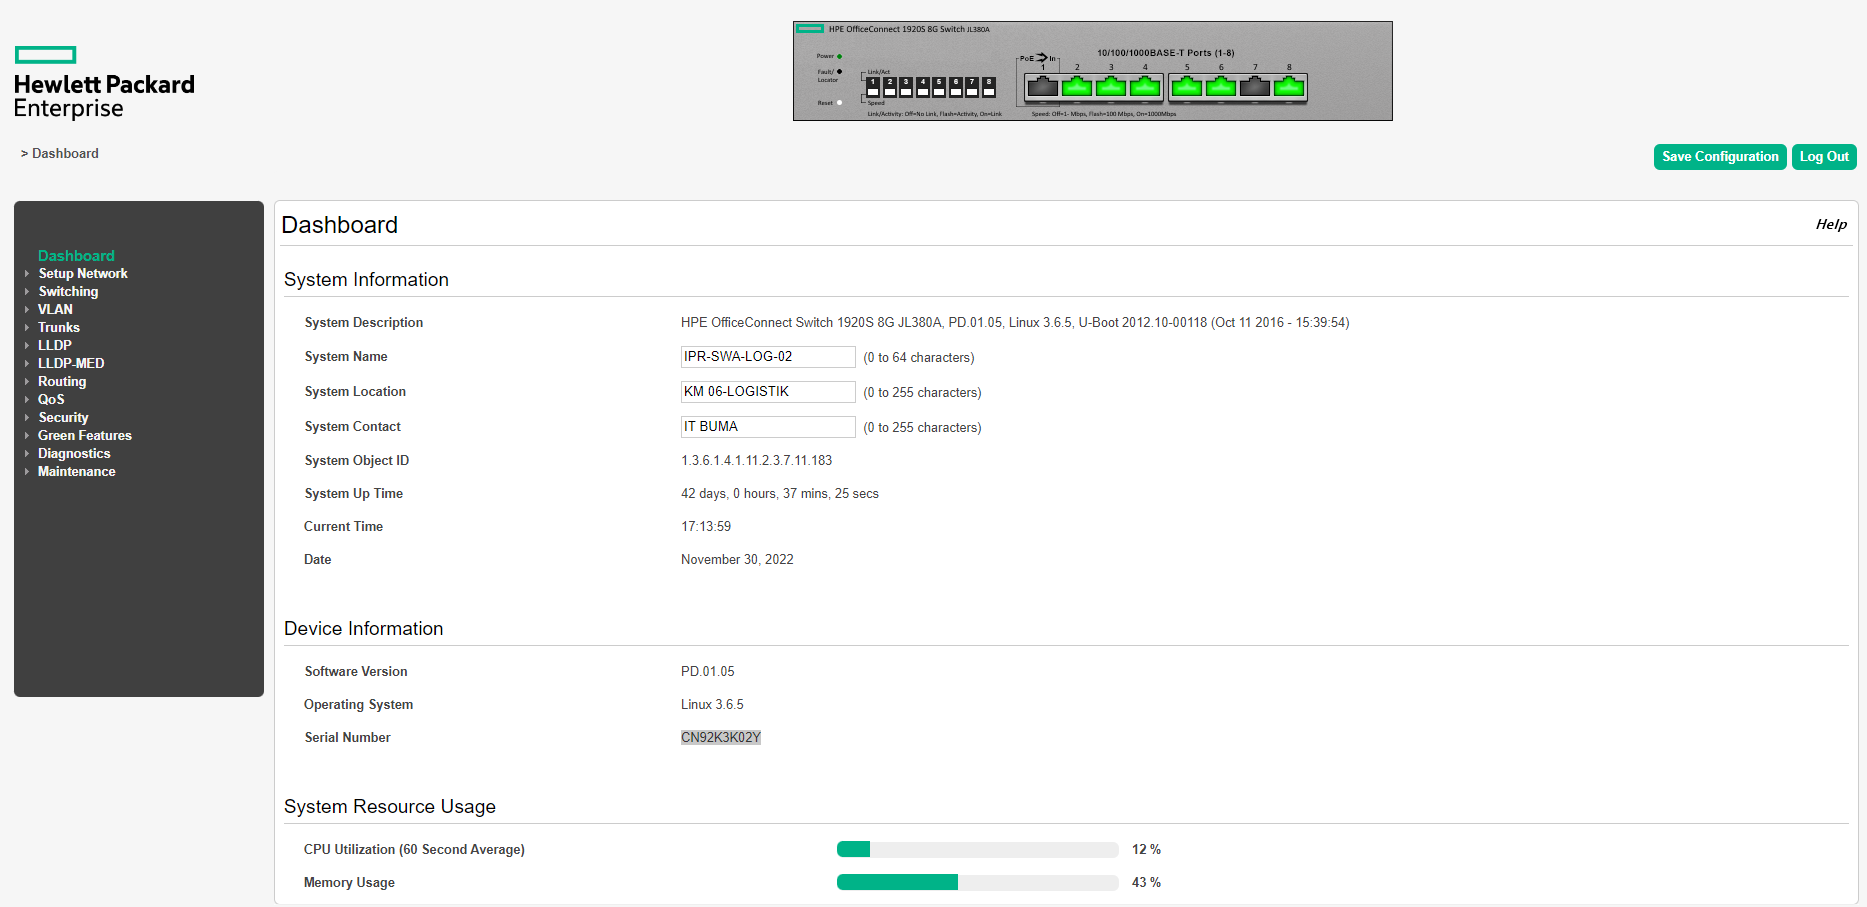 HPE OfficeConnect 1920S 8G Switch JL380A
Power
Fault/
Locator
Reset
Link/Act
1 2 3 4 5 6 7 8
Speed
Link/Activity: Off=No Link, Flash=Activity, On=Link
10/100/1000BASE-T Ports (1-8)
PoE In
1 2 3 4 5 6 7 8
Speed: Off=1- Mbps, Flash=100 Mbps, On=1000Mbps
Hewlett Packard
Enterprise
> Dashboard
Save Configuration
Log Out
Dashboard
Setup Network
Switching
VLAN
Trunks
LLDP
LLDP-MED
Routing
QoS
Security
Green Features
Diagnostics
Maintenance
Dashboard
Help
System Information
System Description HPE OfficeConnect Switch 1920S 8G JL380A, PD.01.05, Linux 3.6.5, U-Boot 2012.10-00118 (Oct 11 2016 - 15:39:54)
System Name IPR-SWA-LOG-02 (0 to 64 characters)
System Location KM 06-LOGISTIK (0 to 255 characters)
System Contact IT BUMA (0 to 255 characters)
System Object ID 1.3.6.1.4.1.11.2.3.7.11.183
System Up Time 42 days, 0 hours, 37 mins, 25 secs
Current Time 17:13:59
Date November 30, 2022
Device Information
Software Version PD.01.05
Operating System Linux 3.6.5
Serial Number CN92K3K02Y
System Resource Usage
CPU Utilization (60 Second Average) 12 %
Memory Usage 43 %